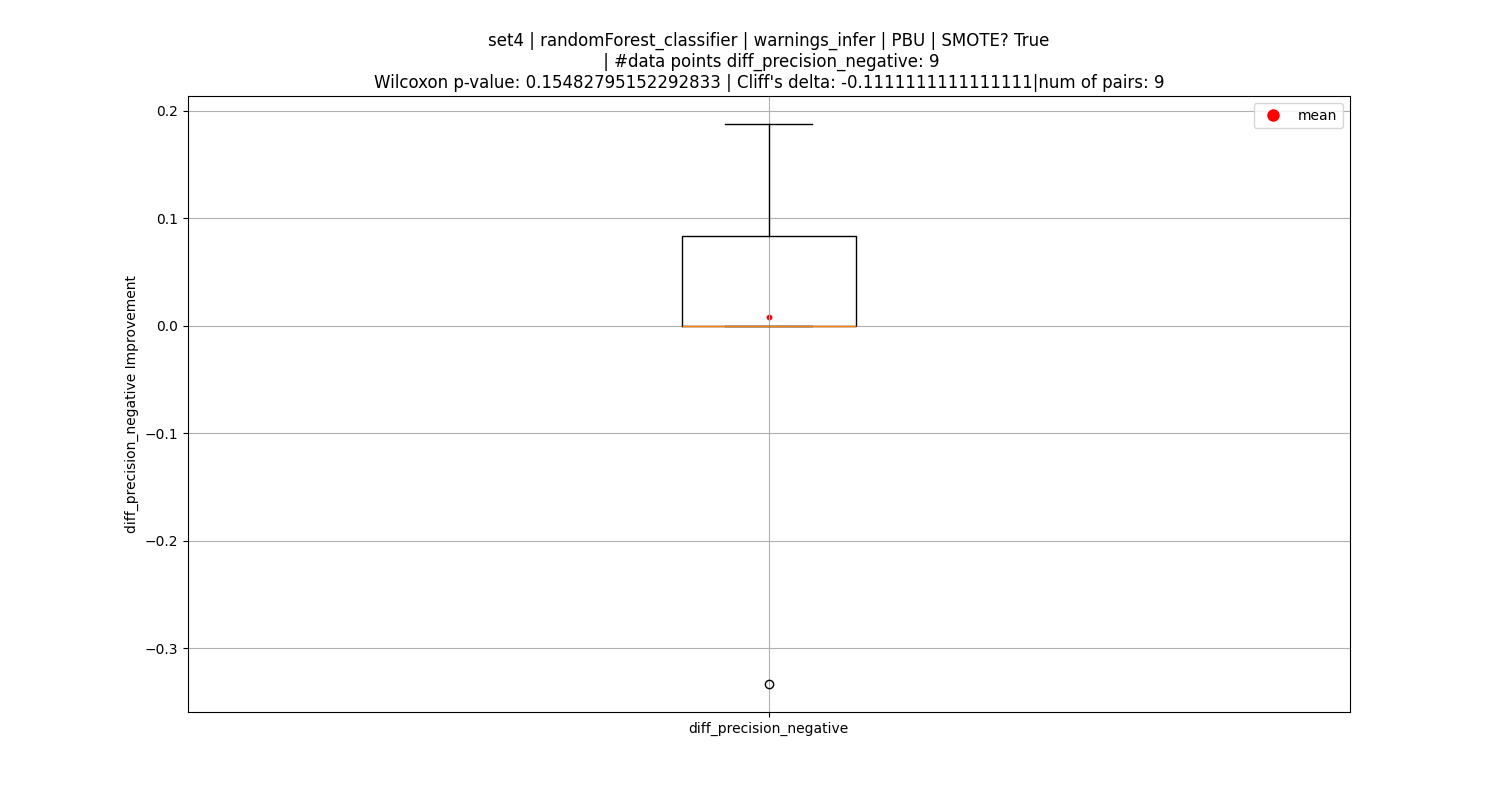 set4 | randomForest_classifier | warnings_infer | PBU | SMOTE? True
| #data points diff_precision_negative: 9
Wilcoxon p-value: 0.15482795152292833 | Cliff's delta: -0.1111111111111111|num of pairs: 9
mean
0.2
0.1
0.0
−0.1
−0.2
−0.3
diff_precision_negative Improvement
diff_precision_negative